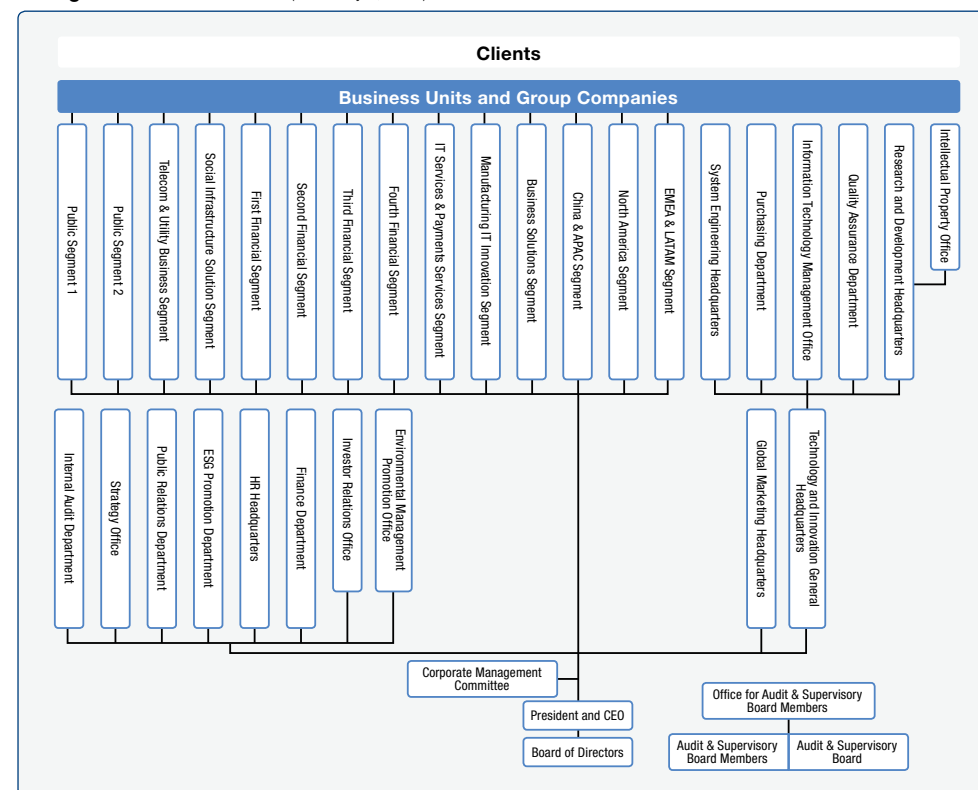 Clients
Business Units and Group Companies
Public Segment 1
Public Segment 2
Telecom & Utility Business Segment
Social Infrastructure Solution Segment
First Financial Segment
Second Financial Segment
Third Financial Segment
Fourth Financial Segment
IT Services & Payments Services Segment
Manufacturing IT Innovation Segment
Business Solutions Segment
China & APAC Segment
North America Segment
EMEA & LATAM Segment
System Engineering Headquarters
Purchasing Department
Information Technology Management Office
Quality Assurance Department
Research and Development Headquarters
Intellectual Property Office
Internal Audit Department
Strategy Office
Public Relations Department
ESG Promotion Department
HR Headquarters
Finance Department
Investor Relations Office
Environmental Management
Promotion Office
Global Marketing Headquarters
Technology and Innovation General
Headquarters
Corporate Management
Committee
President and CEO
Board of Directors
Office for Audit & Supervisory
Board Members
Audit & Supervisory
Board Members
Audit & Supervisory
Board